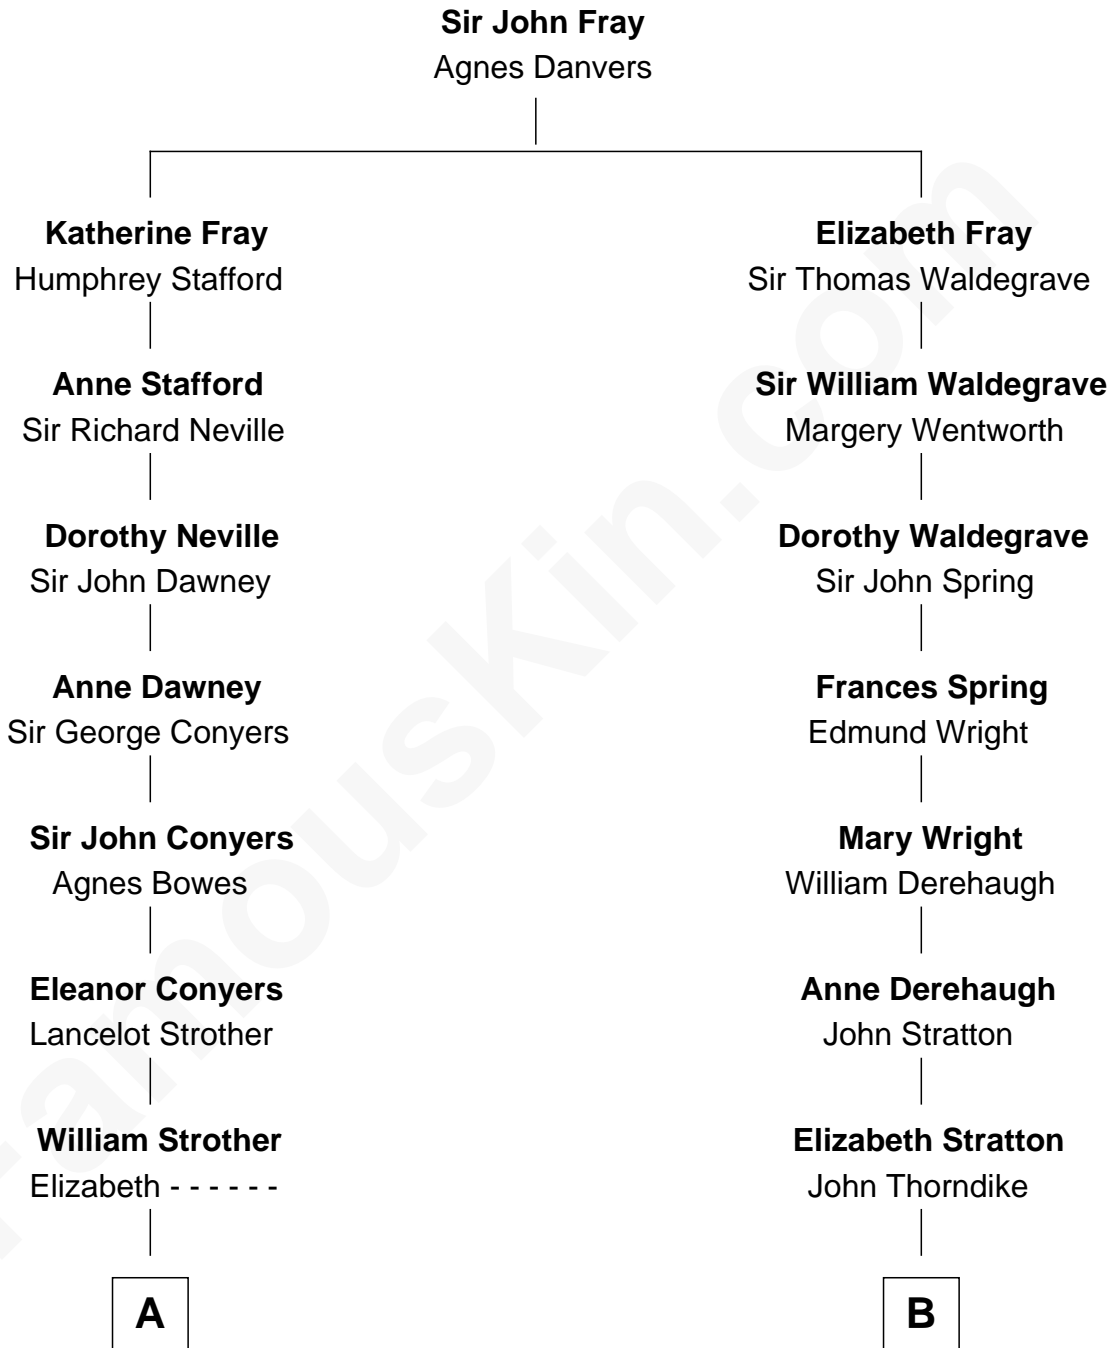 Sir John Fray
Agnes Danvers
Katherine Fray
Humphrey Stafford
Elizabeth Fray
Sir Thomas Waldegrave
Anne Stafford
Sir Richard Neville
Sir William Waldegrave
Margery Wentworth
Dorothy Neville
Sir John Dawney
Dorothy Waldegrave
Sir John Spring
Anne Dawney
Sir George Conyers
Frances Spring
Edmund Wright
Sir John Conyers
Agnes Bowes
Mary Wright
William Derehaugh
Eleanor Conyers
Lancelot Strother
Anne Derehaugh
John Stratton
William Strother
Elizabeth - - - - - -
Elizabeth Stratton
John Thorndike
A
B
FamousKin.com